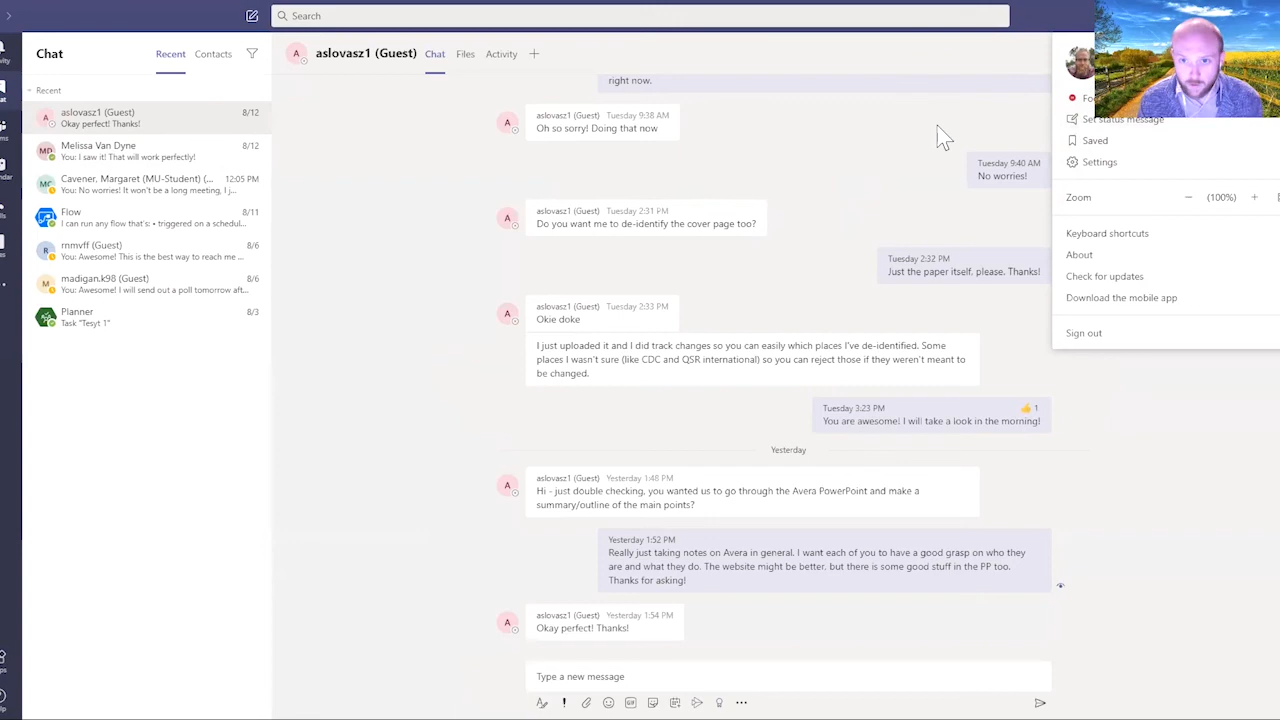 Search
Chat
Recent
Contacts
Recent
aslovasz1 (Guest) 8/12
Okay perfect! Thanks!
Melissa Van Dyne 8/12
You: I saw it! That will work perfectly!
Cavener, Margaret (MU-Student) (... 12:05 PM
You: No worries! It won't be a long meeting, I j...
Flow 8/11
I can run any flow that's: • triggered on a schedul...
rnmvff (Guest) 8/6
You: Awesome! This is the best way to reach me ...
madigan.k98 (Guest) 8/6
You: Awesome! I will send out a poll tomorrow aft...
Planner 8/3
Task "Tesyt 1"
A aslovasz1 (Guest) Chat Files Activity
right now.
aslovasz1 (Guest) Tuesday 9:38 AM
Oh so sorry! Doing that now
Tuesday 9:40 AM
No worries!
aslovasz1 (Guest) Tuesday 2:31 PM
Do you want me to de-identify the cover page too?
Tuesday 2:32 PM
Just the paper itself, please. Thanks!
aslovasz1 (Guest) Tuesday 2:33 PM
Okie doke
I just uploaded it and I did track changes so you can easily which places I've de-identified. Some
places I wasn't sure (like CDC and QSR international) so you can reject those if they weren't meant to
be changed.
Tuesday 3:23 PM 1
You are awesome! I will take a look in the morning!
Yesterday
aslovasz1 (Guest) Yesterday 1:48 PM
Hi - just double checking, you wanted us to go through the Avera PowerPoint and make a
summary/outline of the main points?
Yesterday 1:52 PM
Really just taking notes on Avera in general. I want each of you to have a good grasp on who they
are and what they do. The website might be better, but there is some good stuff in the PP too.
Thanks for asking!
aslovasz1 (Guest) Yesterday 1:54 PM
Okay perfect! Thanks!
Type a new message
Set status message
Saved
Settings
Zoom (100%)
Keyboard shortcuts
About
Check for updates
Download the mobile app
Sign out